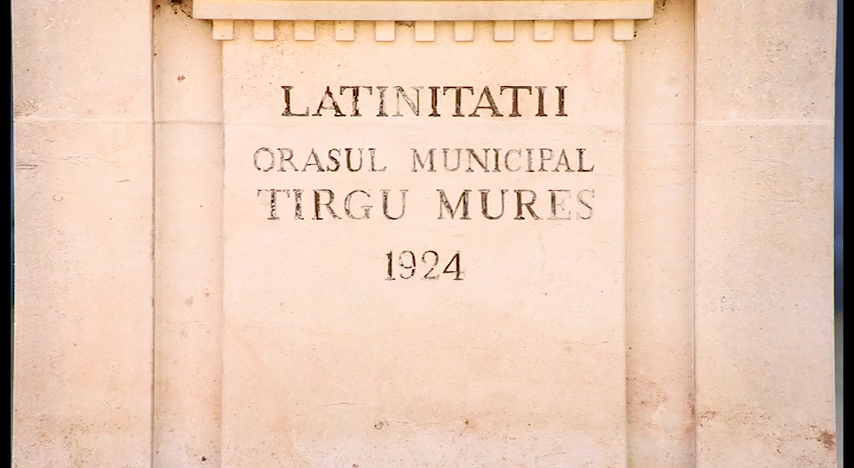 LATINITATII
ORASUL MUNICIPAL
TIRGU MURES
1924